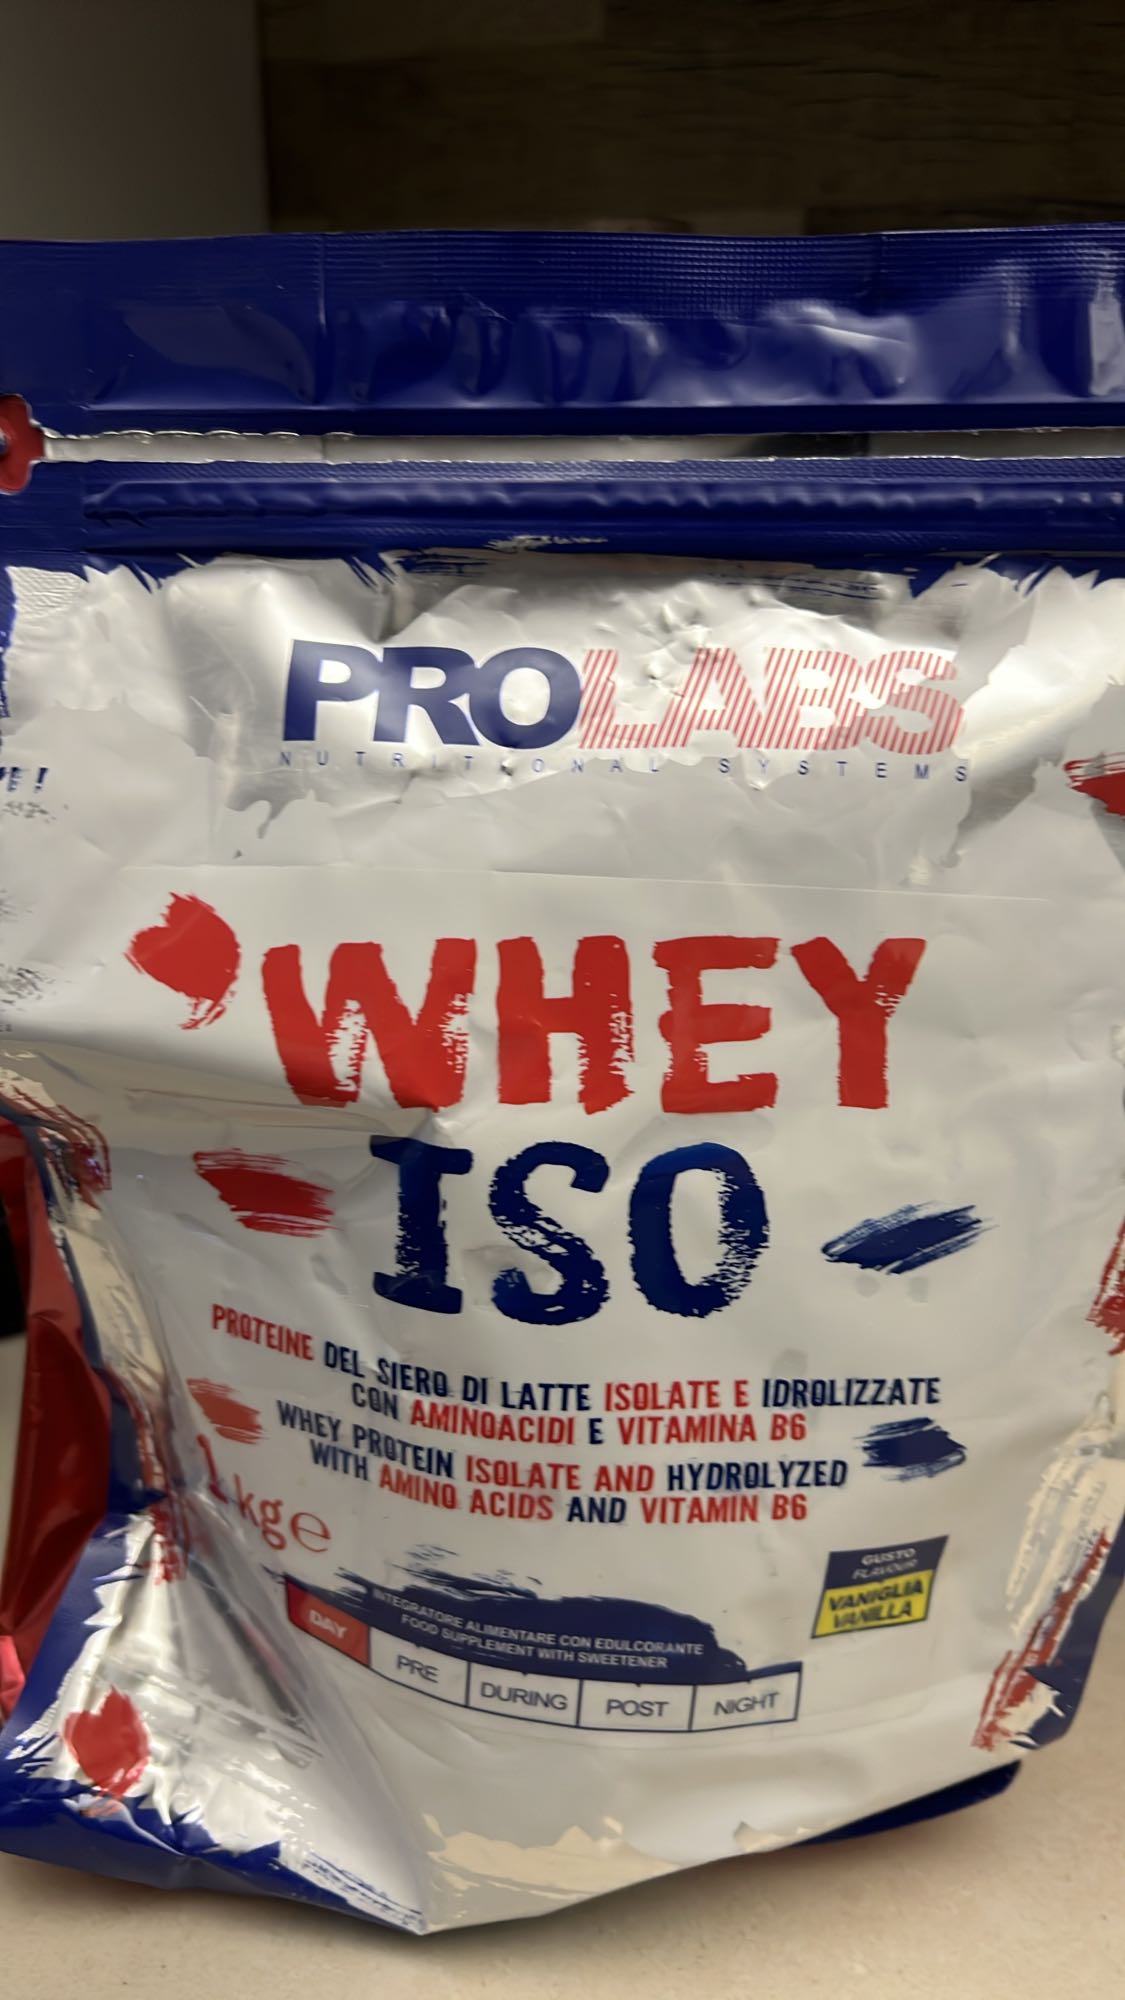 PROLABS
NUTRITIONAL SYSTEMS
WHEY
ISO
PROTEINE DEL SIERO DI LATTE ISOLATE E IDROLIZZATE
CON AMINOACIDI E VITAMINA B6
WHEY PROTEIN ISOLATE AND HYDROLYZED
WITH AMINO ACIDS AND VITAMIN B6
1 kg e
GUSTO
FLAVOUR
VANIGLIA
VANILLA
INTEGRATORE ALIMENTARE CON EDULCORANTE
FOOD SUPPLEMENT WITH SWEETENER
DAY PRE DURING POST NIGHT